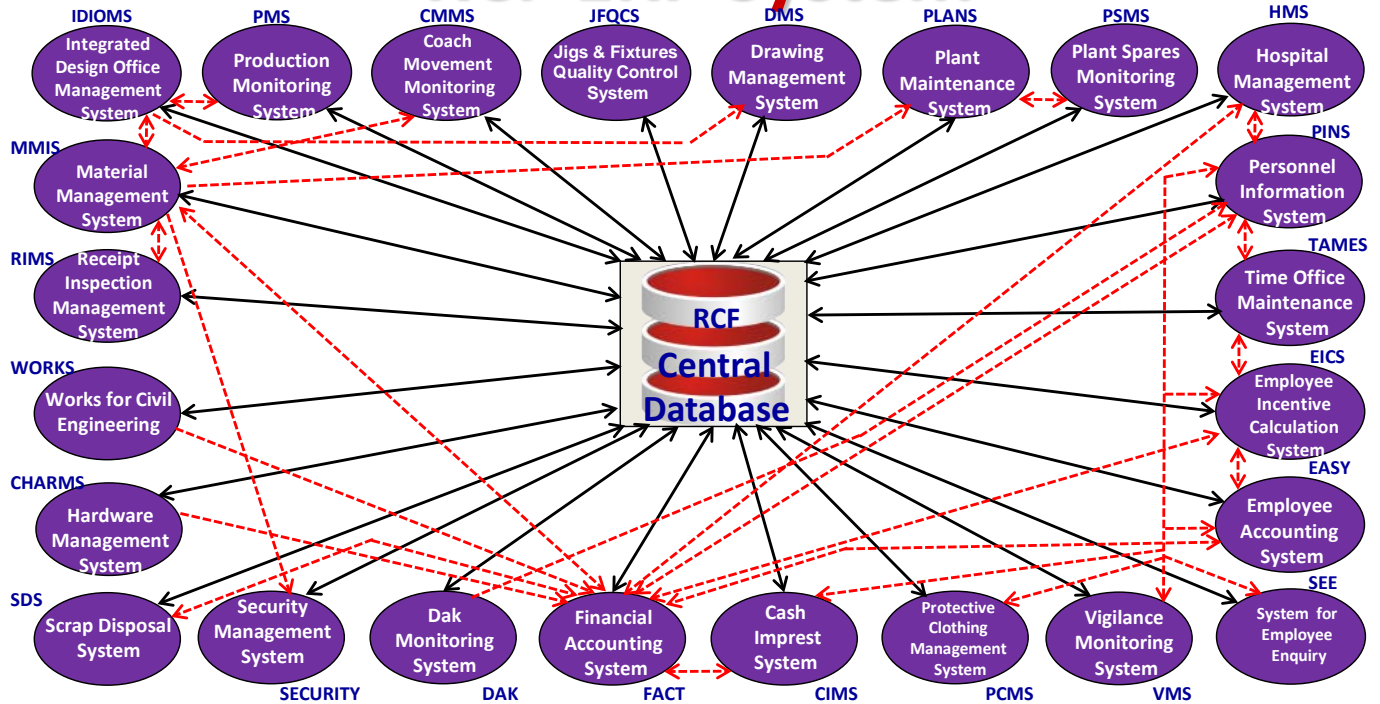 IDIOMS
PMS
CMMS
JFQCS
DMS
PLANS
PSMS
HMS
Integrated
Design Office
Management
System
Production
Monitoring
System
Coach
Movement
Monitoring
System
Jigs & Fixtures
Quality Control
System
Drawing
Management
System
Plant
Maintenance
System
Plant Spares
Monitoring
System
Hospital
Management
System
MMIS
Material
Management
System
PINS
Personnel
Information
System
RIMS
Receipt
Inspection
Management
System
TAMES
Time Office
Maintenance
System
RCF
Central
Database
WORKS
Works for Civil
Engineering
EICS
Employee
Incentive
Calculation
System
CHARMS
Hardware
Management
System
EASY
Employee
Accounting
System
SDS
Scrap Disposal
System
Security
Management
System
SECURITY
Dak
Monitoring
System
DAK
Financial
Accounting
System
FACT
Cash
Imprest
System
CIMS
Protective
Clothing
Management
System
PCMS
Vigilance
Monitoring
System
VMS
SEE
System for
Employee
Enquiry